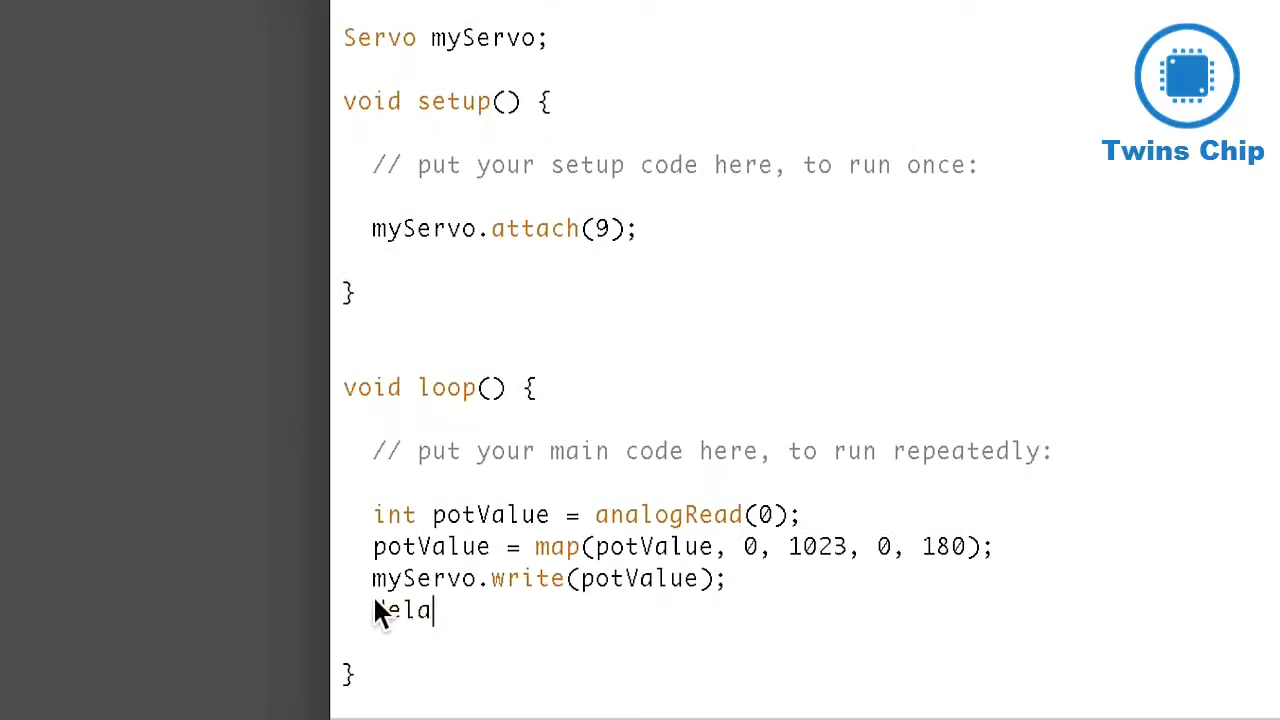 Servo myServo;
void setup() {
// put your setup code here, to run once:
myServo.attach(9);
}
void loop() {
// put your main code here, to run repeatedly:
int potValue = analogRead(0);
potValue = map(potValue, 0, 1023, 0, 180);
myServo.write(potValue);
dela
}
Twins Chip